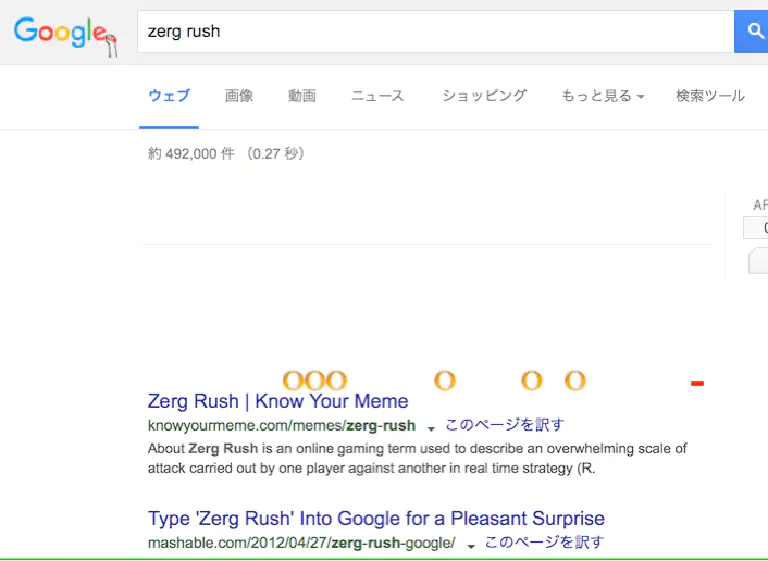 Google
zerg rush
ウェブ 画像 動画 ニュース ショッピング もっと見る 検索ツール
約 492,000 件 （0.27 秒）
OOO O O O
Zerg Rush | Know Your Meme
knowyourmeme.com/memes/zerg-rush このページを訳す
About Zerg Rush is an online gaming term used to describe an overwhelming scale of
attack carried out by one player against another in real time strategy (R.
Type 'Zerg Rush' Into Google for a Pleasant Surprise
mashable.com/2012/04/27/zerg-rush-google/ このページを訳す